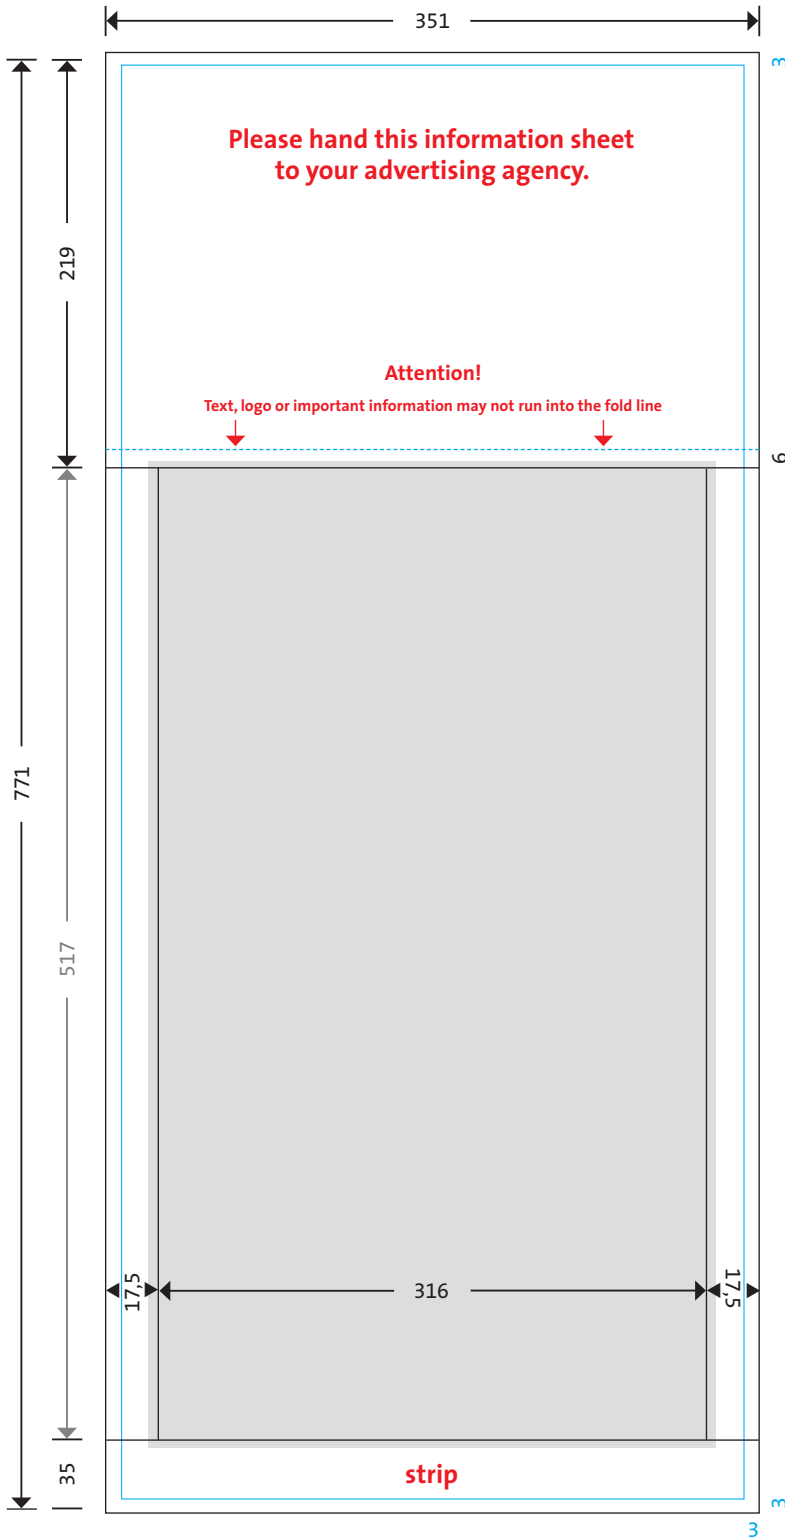 351
3
Please hand this information sheet
to your advertising agency.
219
Attention!
Text, logo or important information may not run into the fold line
6
771
517
17,5
316
17,5
35
strip
3
3